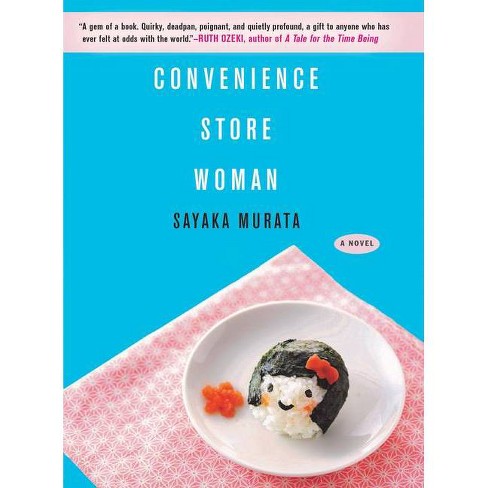 “A gem of a book. Quirky, deadpan, poignant, and quietly profound, a gift to anyone who has
ever felt at odds with the world.”–RUTH OZEKI, author of A Tale for the Time Being
CONVENIENCE
STORE
WOMAN
SAYAKA MURATA
A NOVEL